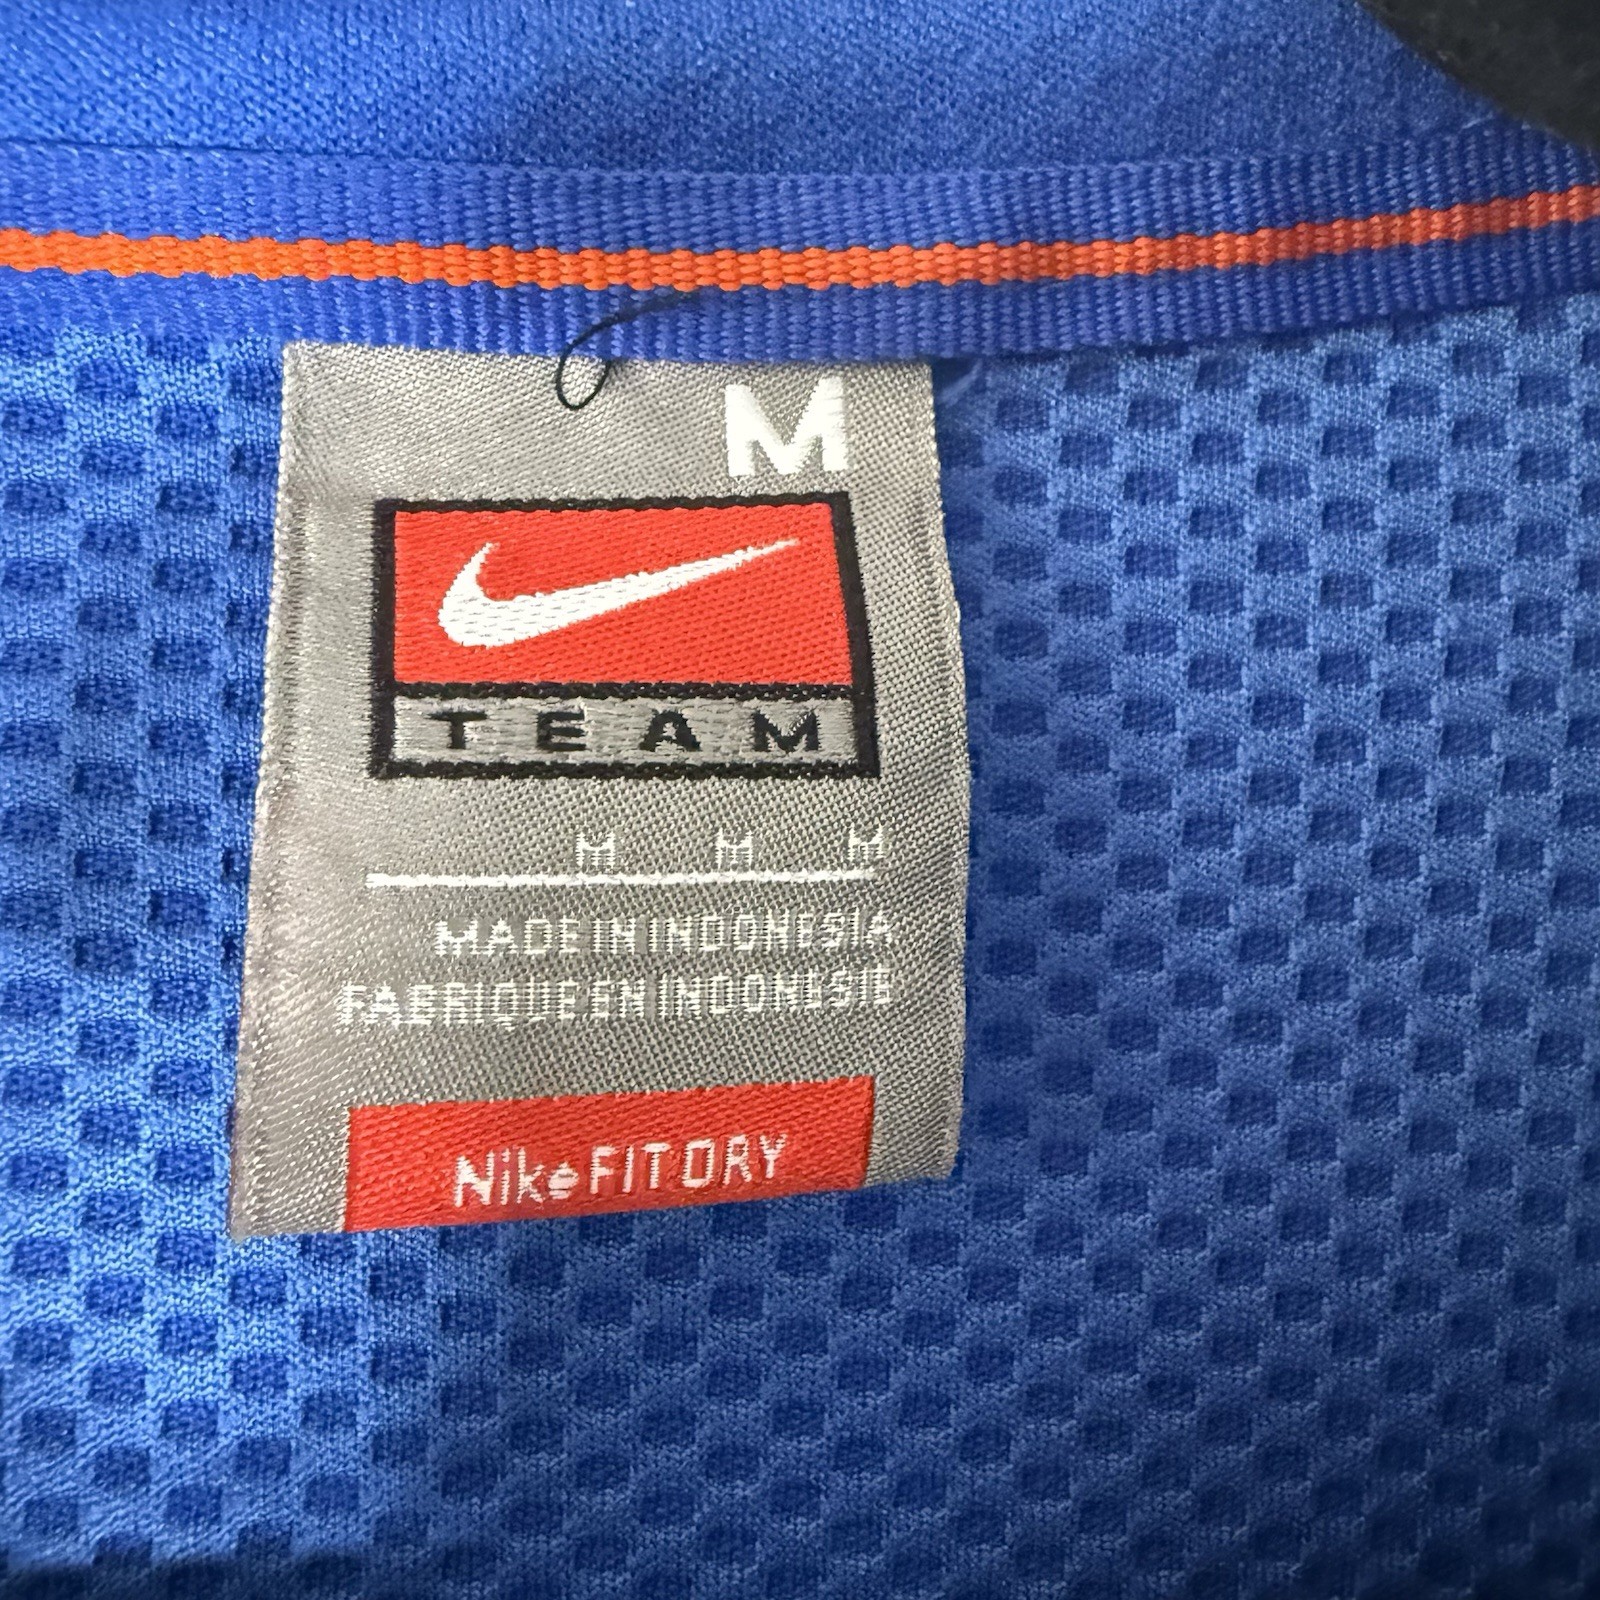 M
TEAM
M M M
MADE IN INDONESIA
FABRIQUE EN INDONESIE
Nike FIT DRY